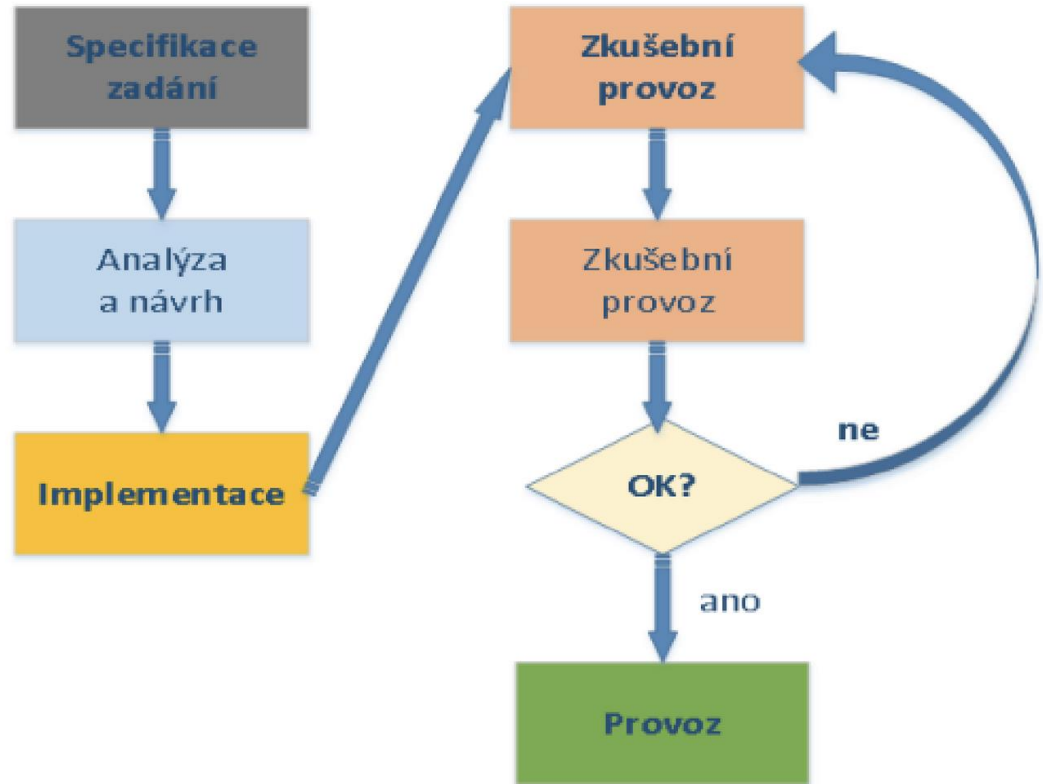 Specifikace
zadání
Analýza
a návrh
Implementace
Zkušební
provoz
Zkušební
provoz
OK?
ne
ano
Provoz